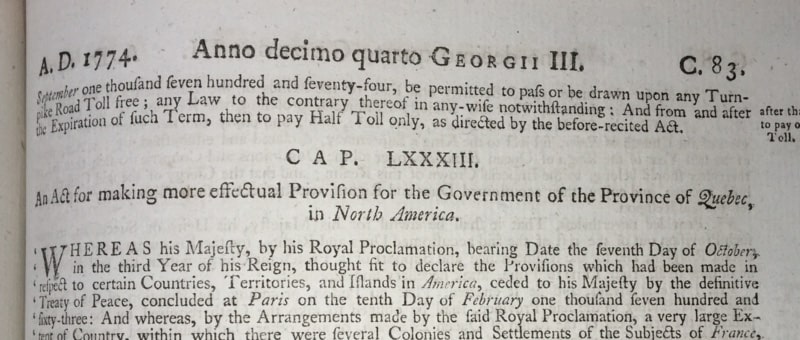 A. D. 1774. Anno decimo quarto GEORGII III. C. 83.
September one thouſand ſeven hundred and ſeventy-four, be permitted to paſs or be drawn upon any Turn-
pike Road Toll free; any Law to the contrary thereof in any-wiſe notwithſtanding: And from and after
the Expiration of ſuch Term, then to pay Half Toll only, as directed by the before-recited Act.
after tha
to pay o
Toll.
CAP. LXXXIII.
An Act for making more effectual Proviſion for the Government of the Province of Quebec,
in North America.
‘WHEREAS his Majeſty, by his Royal Proclamation, bearing Date the ſeventh Day of October,
‘ in the third Year of his Reign, thought fit to declare the Proviſions which had been made in
‘ reſpect to certain Countries, Territories, and Iſlands in America, ceded to his Majeſty by the definitive
‘ Treaty of Peace, concluded at Paris on the tenth Day of February one thouſand ſeven hundred and
‘ ſixty-three: And whereas, by the Arrangements made by the ſaid Royal Proclamation, a very large Ex-
tent of Country, within which there were ſeveral Colonies and Settlements of the Subjects of France,